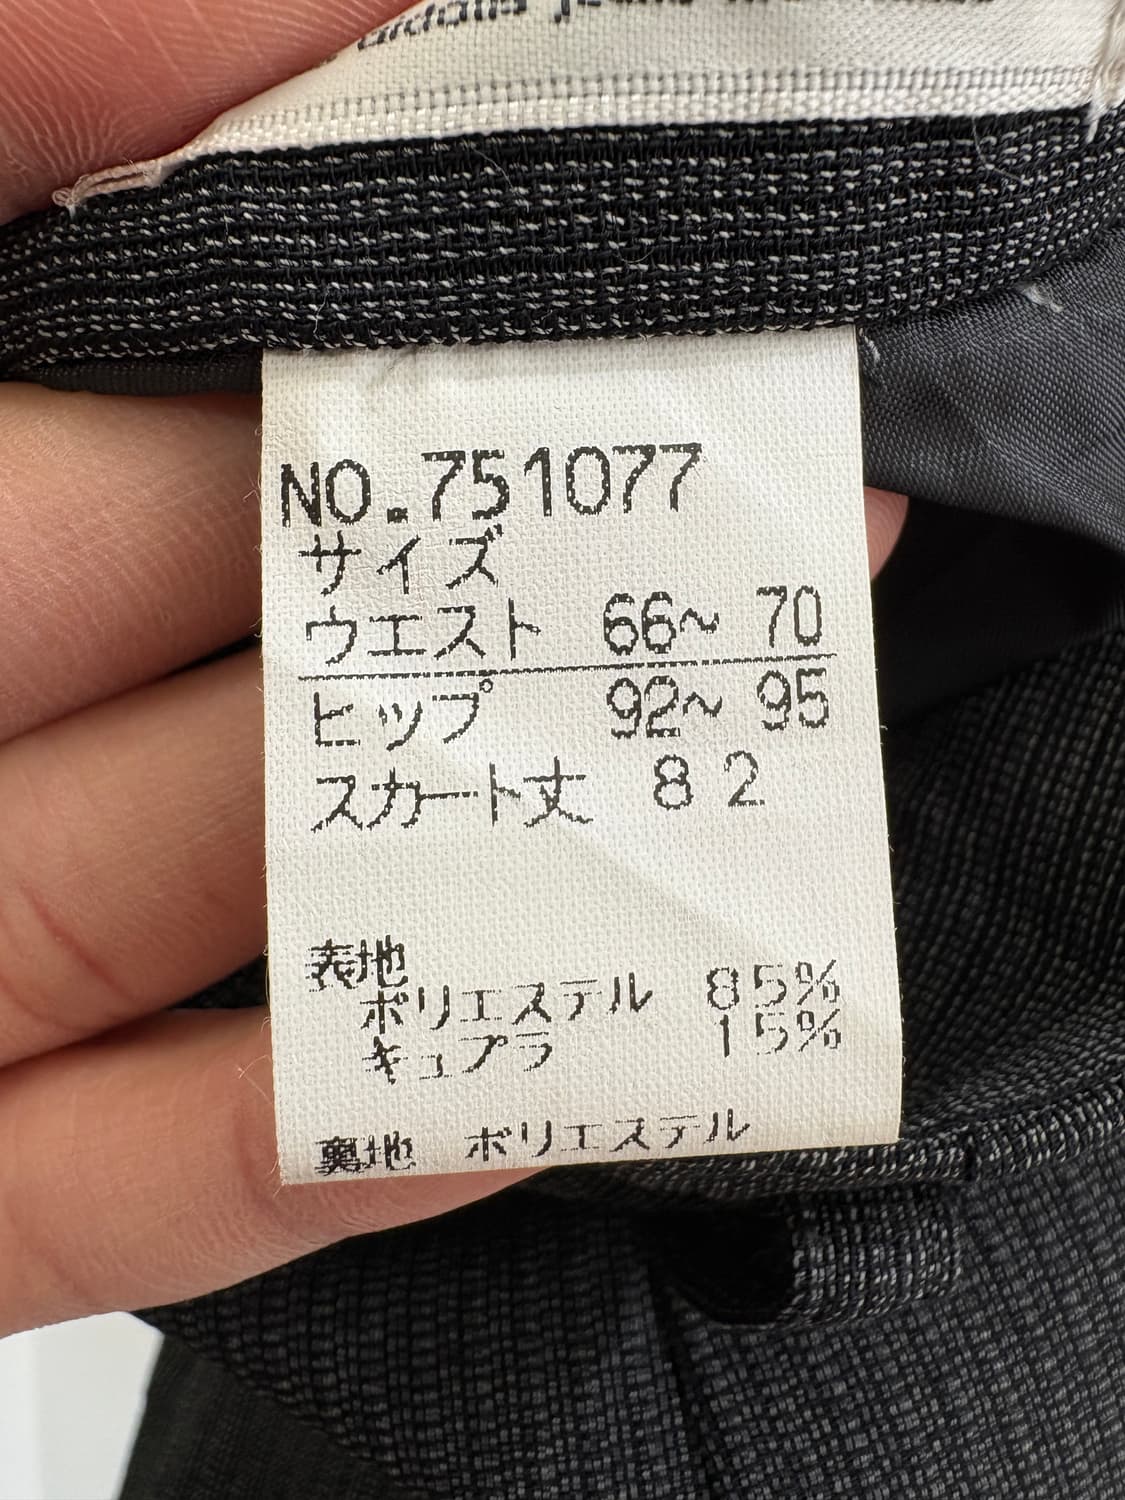 NO.751077
サイズ
ウエスト 66~ 70
ヒップ 92~ 95
スカート丈 82
表地
ポリエステル 85%
キュプラ 15%
裏地 ポリエステル